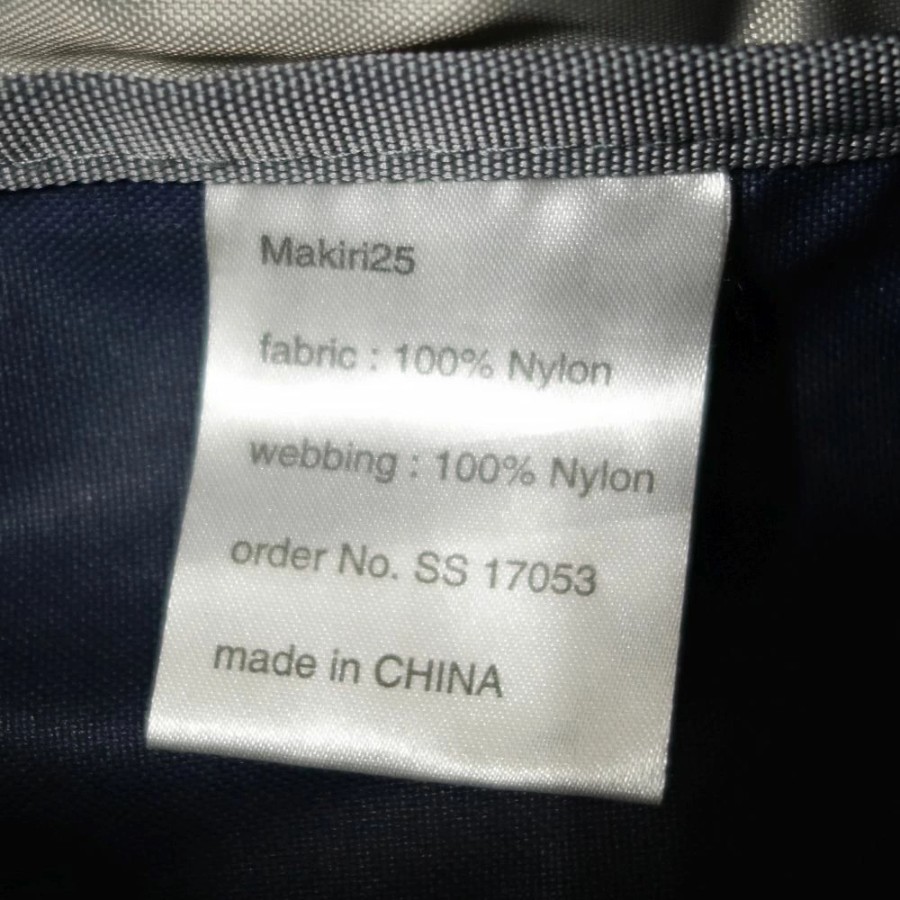 Makiri25
fabric : 100% Nylon
webbing : 100% Nylon
order No. SS 17053
made in CHINA